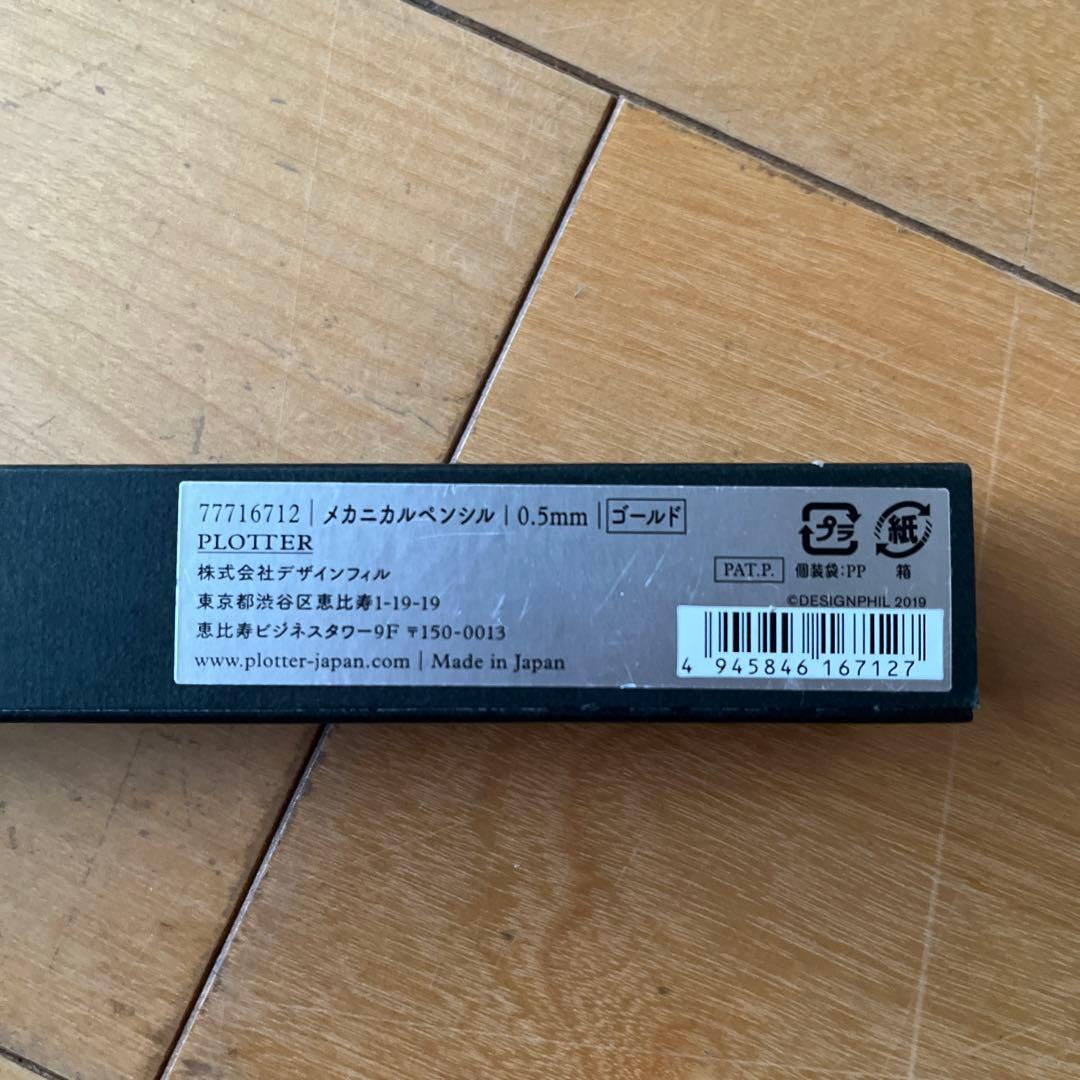 77716712 | メカニカルペンシル | 0.5mm | ゴールド
PLOTTER
株式会社デザインフィル
東京都渋谷区恵比寿1-19-19
恵比寿ビジネスタワー9F 〒150-0013
www.plotter-japan.com | Made in Japan
プラ 紙
PAT.P. 個装袋:PP 箱
©DESIGNPHIL 2019
4 945846 167127